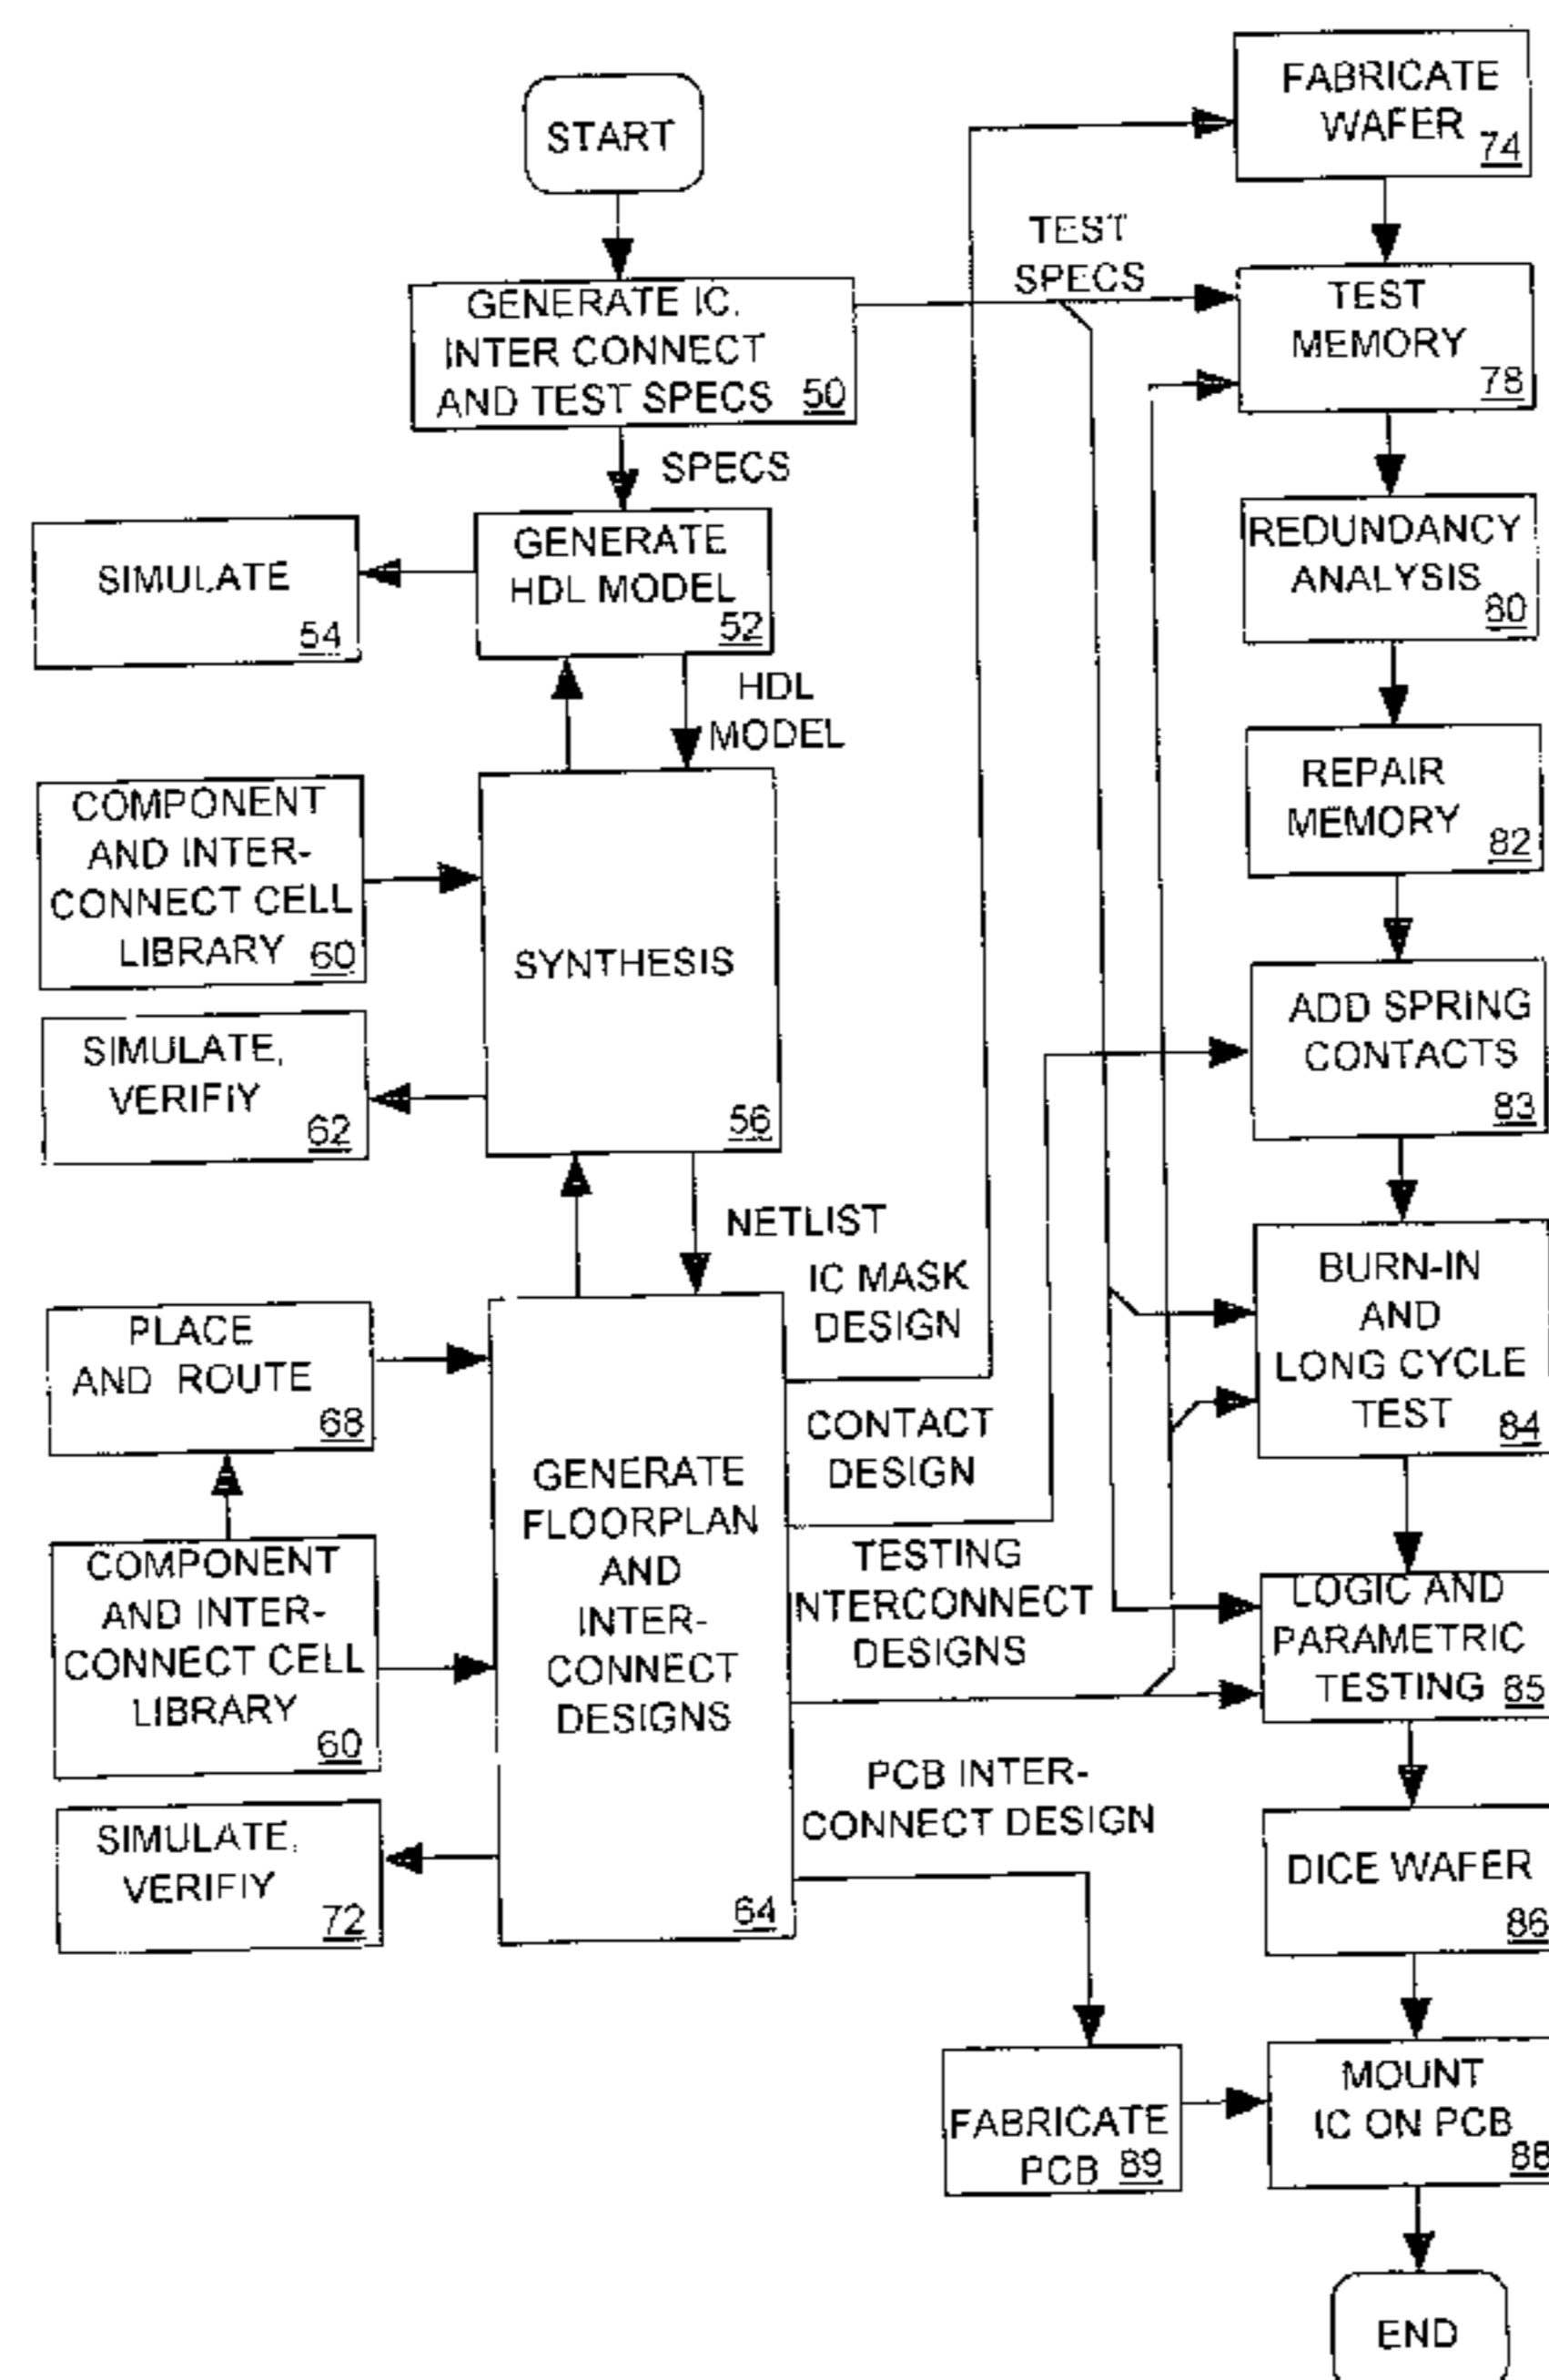 START
GENERATE IC,
INTER CONNECT
AND TEST SPECS 50
SPECS
GENERATE
HDL MODEL
52
SIMULATE
54
HDL
MODEL
COMPONENT
AND INTER-
CONNECT CELL
LIBRARY 60
SYNTHESIS
56
SIMULATE,
VERIFIY
62
NETLIST
PLACE
AND ROUTE
68
COMPONENT
AND INTER-
CONNECT CELL
LIBRARY
60
GENERATE
FLOORPLAN
AND
INTER-
CONNECT
DESIGNS
64
SIMULATE,
VERIFIY
72
IC MASK
DESIGN
CONTACT
DESIGN
TESTING
INTERCONNECT
DESIGNS
PCB INTER-
CONNECT DESIGN
TEST
SPECS
FABRICATE
WAFER
74
TEST
MEMORY
78
REDUNDANCY
ANALYSIS
80
REPAIR
MEMORY
82
ADD SPRING
CONTACTS
83
BURN-IN
AND
LONG CYCLE
TEST
84
LOGIC AND
PARAMETRIC
TESTING 85
DICE WAFER
86
FABRICATE
PCB 89
MOUNT
IC ON PCB
88
END